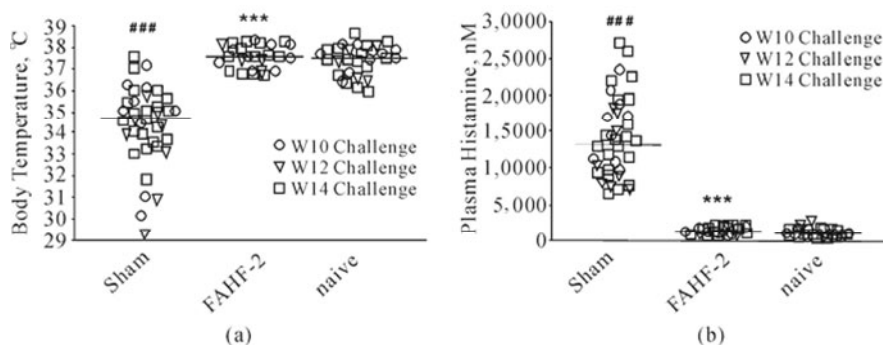 39
38
37
36
35
34
33
32
31
30
29
Body Temperature, ℃
###
***
W10 Challenge
W12 Challenge
W14 Challenge
Sham
FAHF-2
naive
(a)
3,0000
2,5000
2,0000
1,5000
1,0000
5,000
0
Plasma Histamine, nM
###
***
W10 Challenge
W12 Challenge
W14 Challenge
Sham
FAHF-2
naive
(b)